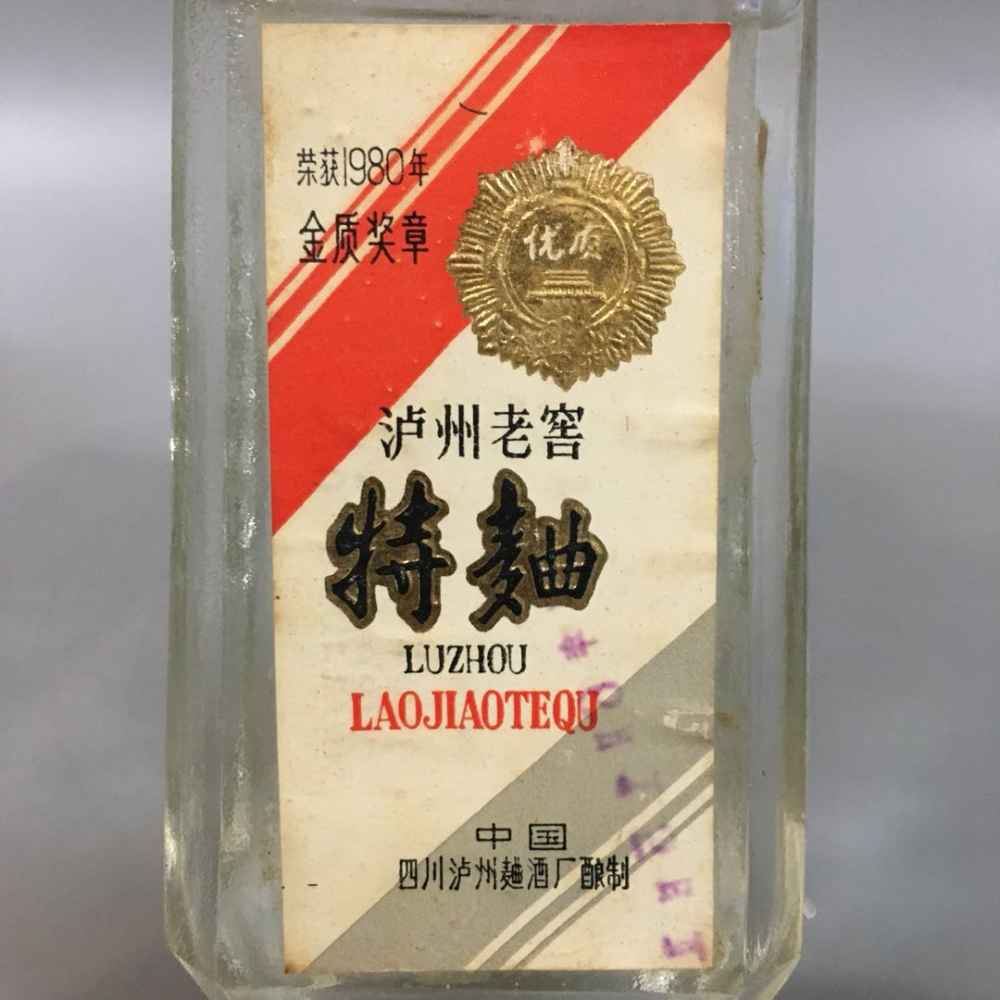 荣获1980年
金质奖章
优质
泸州老窖
特麯
LUZHOU
LAOJIAOTEQU
中国
四川泸州麯酒厂酿制